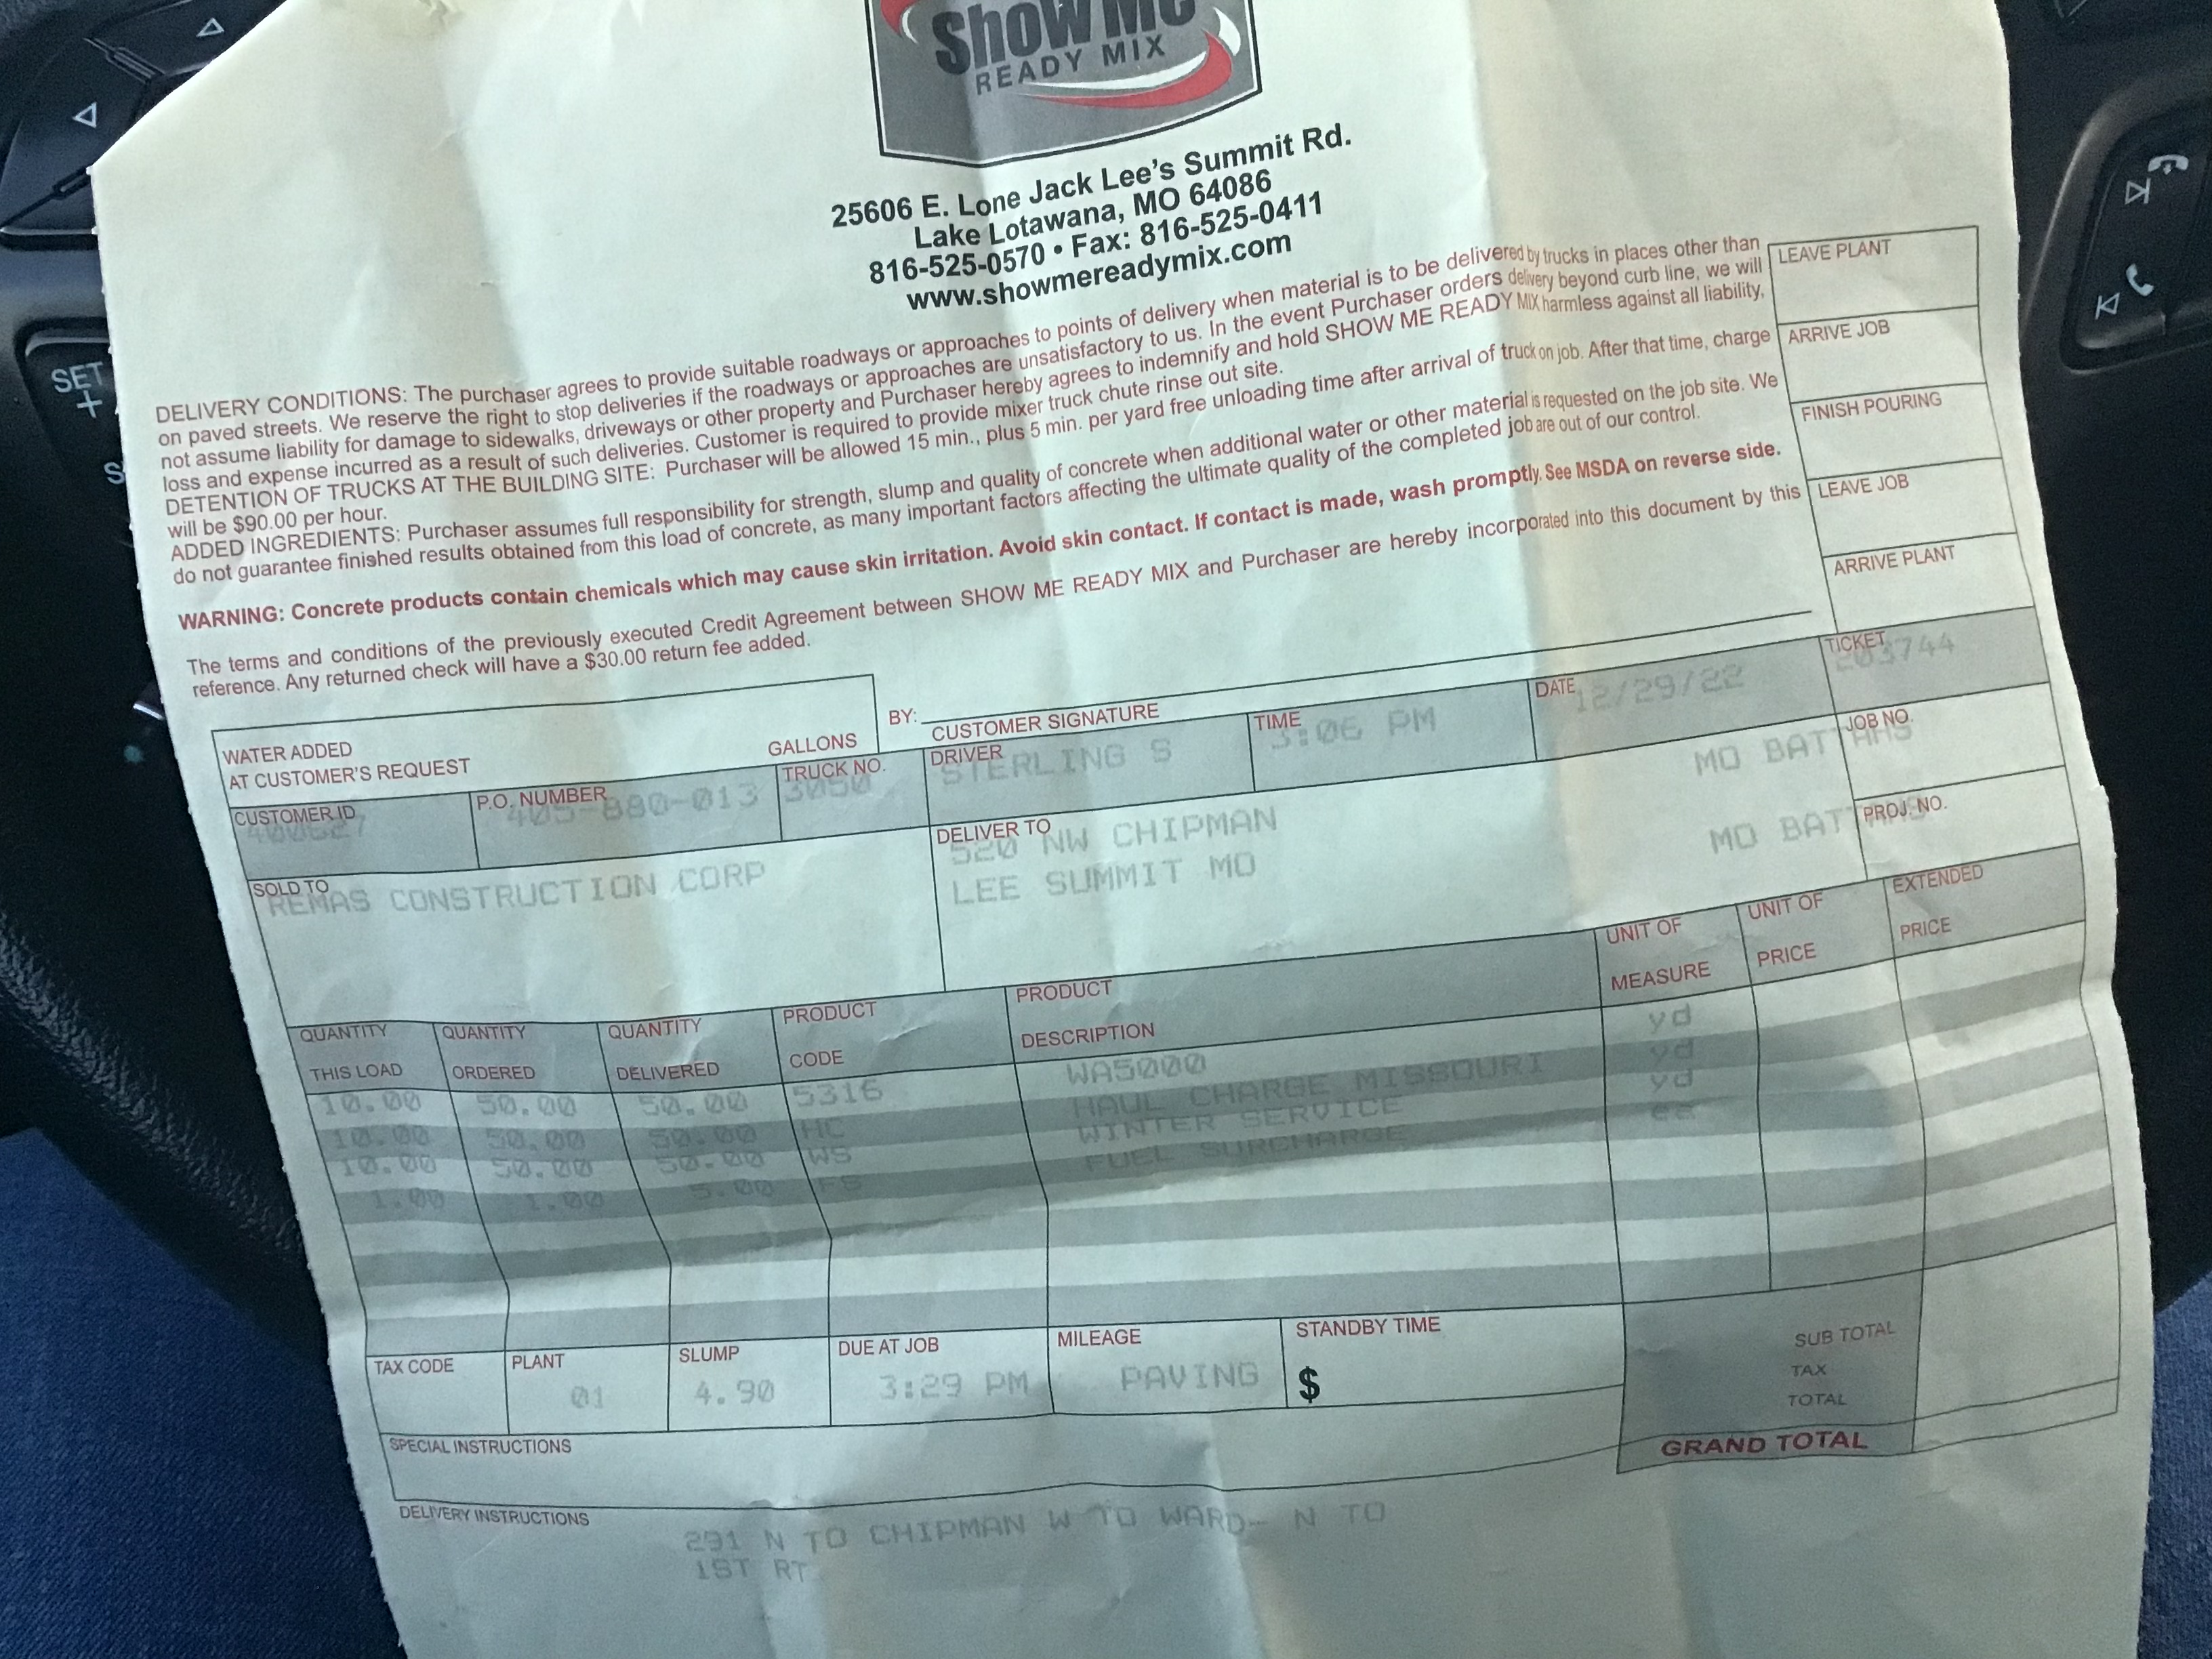 Show Me
READY MIX
25606 E. Lone Jack Lee's Summit Rd.
Lake Lotawana, MO 64086
816-525-0570 • Fax: 816-525-0411
www.showmereadymix.com
DELIVERY CONDITIONS: The purchaser agrees to provide suitable roadways or approaches to points of delivery when material is to be delivered by trucks in places other than
on paved streets. We reserve the right to stop deliveries if the roadways or approaches are unsatisfactory to us. In the event Purchaser orders delivery beyond curb line, we will
not assume liability for damage to sidewalks, driveways or other property and Purchaser hereby agrees to indemnify and hold SHOW ME READY MIX harmless against all liability,
loss and expense incurred as a result of such deliveries. Customer is required to provide mixer truck chute rinse out site.
DETENTION OF TRUCKS AT THE BUILDING SITE: Purchaser will be allowed 15 min., plus 5 min. per yard free unloading time after arrival of truck on job. After that time, charge
will be $90.00 per hour.
ADDED INGREDIENTS: Purchaser assumes full responsibility for strength, slump and quality of concrete when additional water or other material is requested on the job site. We
do not guarantee finished results obtained from this load of concrete, as many important factors affecting the ultimate quality of the completed job are out of our control.
WARNING: Concrete products contain chemicals which may cause skin irritation. Avoid skin contact. If contact is made, wash promptly. See MSDA on reverse side.
The terms and conditions of the previously executed Credit Agreement between SHOW ME READY MIX and Purchaser are hereby incorporated into this document by this
reference. Any returned check will have a $30.00 return fee added.
LEAVE PLANT
ARRIVE JOB
FINISH POURING
LEAVE JOB
ARRIVE PLANT
WATER ADDED
AT CUSTOMER'S REQUEST GALLONS
BY: CUSTOMER SIGNATURE
CUSTOMER ID
P.O. NUMBER 405-880-013
TRUCK NO. 3050
DRIVER STERLING S
TIME 3:06 PM
DATE 12/29/22
TICKET
SOLD TO
REMAS CONSTRUCTION CORP
DELIVER TO
520 NW CHIPMAN
LEE SUMMIT MO
JOB NO.
MO BAT
PROJ. NO.
MO BAT
QUANTITY THIS LOAD QUANTITY ORDERED QUANTITY DELIVERED PRODUCT CODE PRODUCT DESCRIPTION UNIT OF MEASURE UNIT OF PRICE EXTENDED PRICE
10.00 50.00 50.00 5316 WA5000 yd
10.00 50.00 50.00 HC HAUL CHARGE MISSOURI yd
10.00 50.00 50.00 WS WINTER SERVICE yd
1.00 1.00 5.00 FS FUEL SURCHARGE ea
TAX CODE
PLANT 01
SLUMP 4.90
DUE AT JOB 3:29 PM
MILEAGE PAVING
STANDBY TIME
$
SUB TOTAL
TAX
TOTAL
GRAND TOTAL
SPECIAL INSTRUCTIONS
DELIVERY INSTRUCTIONS
291 N TO CHIPMAN W TO WARD- N TO
1ST RT
SET
+